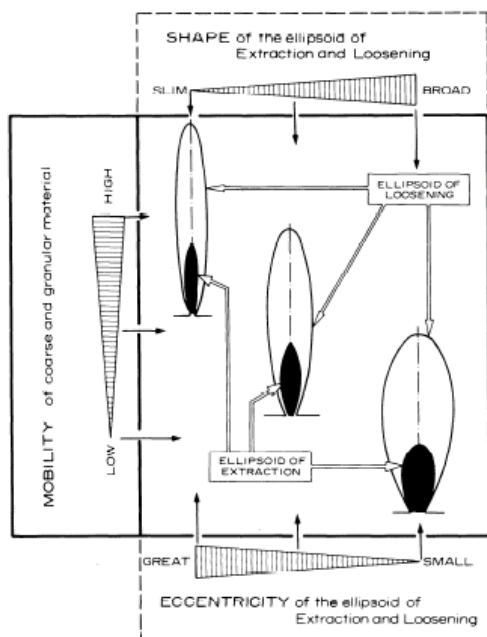 SHAPE of the ellipsoid of
Extraction and Loosening
SLIM
BROAD
MOBILITY of coarse and granular material
HIGH
LOW
ELLIPSOID OF
LOOSENING
ELLIPSOID OF
EXTRACTION
GREAT
SMALL
ECCENTRICITY of the ellipsoid of
Extraction and Loosening